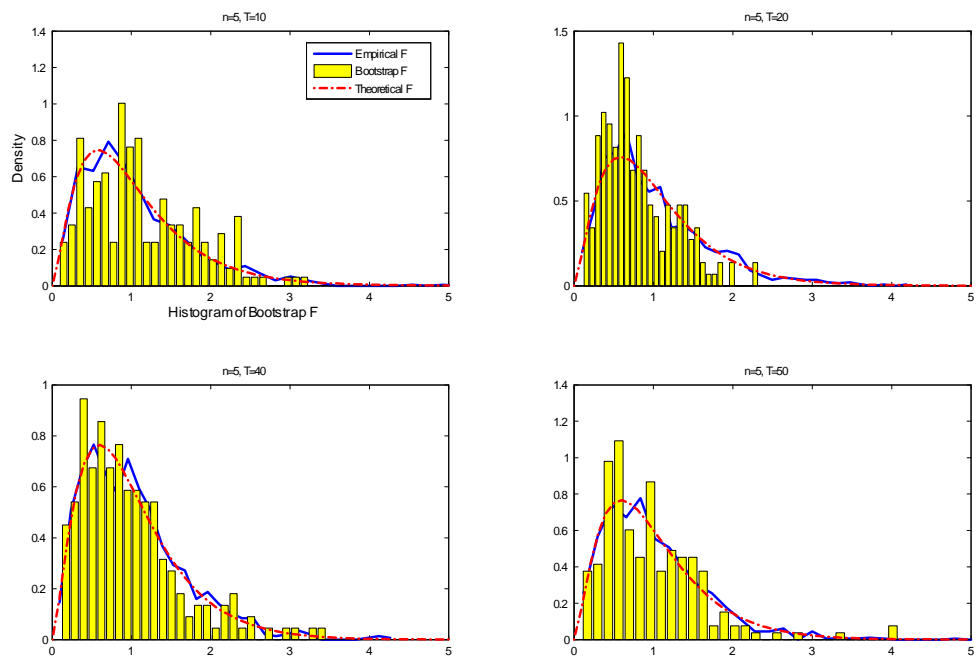 n=5, T=10
1.4
1.2
1
0.8
0.6
0.4
0.2
0
Density
Empirical F
Bootstrap F
Theoretical F
0 1 2 3 4 5
Histogram of Bootstrap F
n=5, T=20
1.5
1
0.5
0
0 1 2 3 4 5
n=5, T=40
1
0.8
0.6
0.4
0.2
0
0 1 2 3 4 5
n=5, T=50
1.4
1.2
1
0.8
0.6
0.4
0.2
0
0 1 2 3 4 5